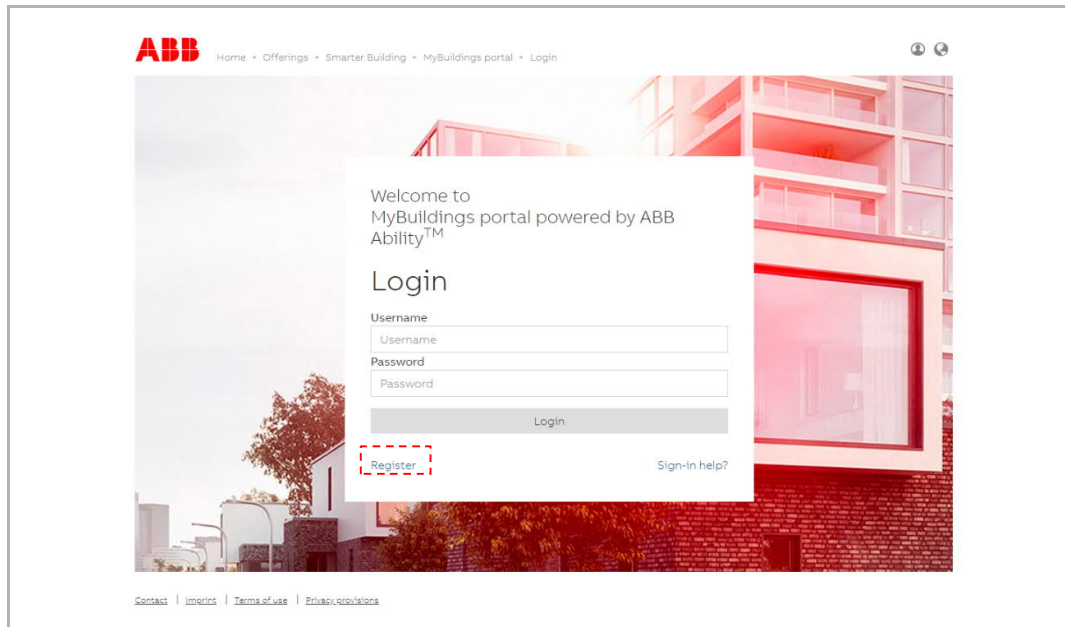 ABB
Home • Offerings • Smarter Building • MyBuildings portal • Login
Welcome to
MyBuildings portal powered by ABB
Ability™
Login
Username
Username
Password
Password
Login
Register
Sign-in help?
Contact | Imprint | Terms of use | Privacy provisions